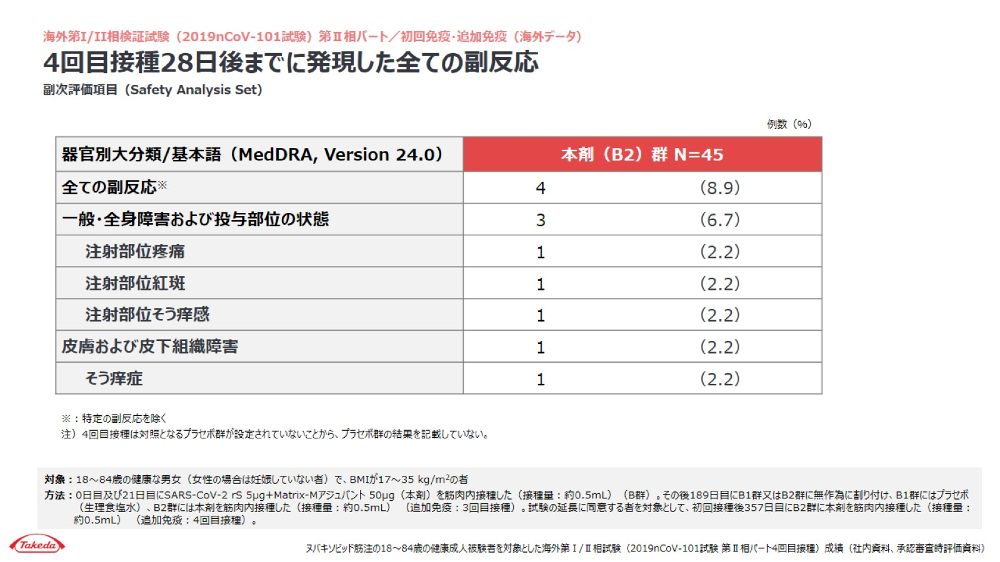 海外第I/II相検証試験（2019nCoV-101試験）第Ⅱ相パート／初回免疫･追加免疫（海外データ）
4回目接種28日後までに発現した全ての副反応
副次評価項目（Safety Analysis Set）
例数（%）
器官別大分類/基本語（MedDRA, Version 24.0） 本剤（B2）群 N=45
全ての副反応※ 4 （8.9）
一般･全身障害および投与部位の状態 3 （6.7）
注射部位疼痛 1 （2.2）
注射部位紅斑 1 （2.2）
注射部位そう痒感 1 （2.2）
皮膚および皮下組織障害 1 （2.2）
そう痒症 1 （2.2）
※：特定の副反応を除く
注）4回目接種は対照となるプラセボ群が設定されていないことから、プラセボ群の結果を記載していない。
対象：18～84歳の健康な男女（女性の場合は妊娠していない者）で、BMIが17～35 kg/m²の者
方法：0日目及び21日目にSARS-CoV-2 rS 5μg+Matrix-Mアジュバント 50μg（本剤）を筋肉内接種した（接種量：約0.5mL）（B群）。その後189日目にB1群又はB2群に無作為に割り付け、B1群にはプラセボ
（生理食塩水）、B2群には本剤を筋肉内接種した（接種量：約0.5mL）（追加免疫：3回目接種）。試験の延長に同意する者を対象として、初回接種後357日目にB2群に本剤を筋肉内接種した（接種量：
約0.5mL）（追加免疫：4回目接種）。
Takeda
ヌバキソビッド筋注の18～84歳の健康成人被験者を対象とした海外第Ⅰ/Ⅱ相試験（2019nCoV-101試験 第Ⅱ相パート4回目接種）成績（社内資料、承認審査時評価資料）